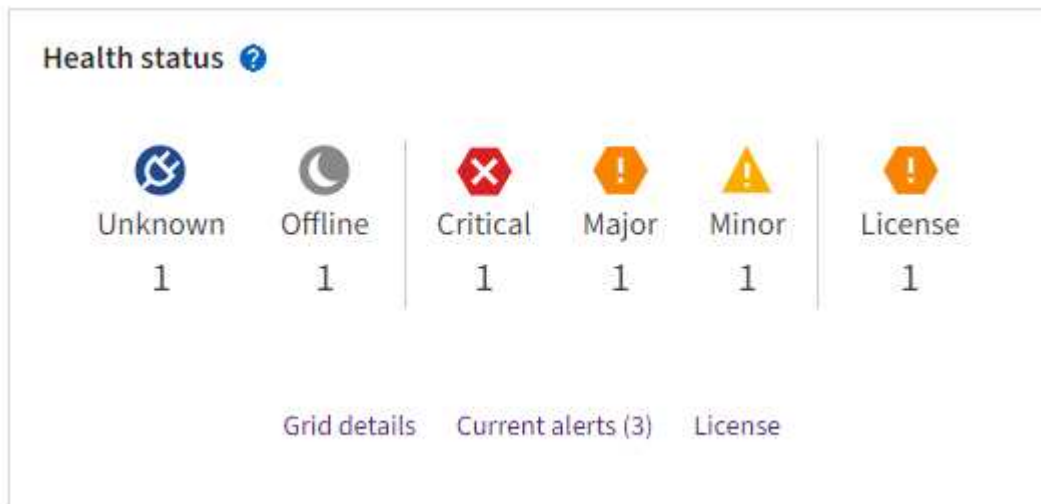 Health status ?
Unknown Offline Critical Major Minor License
1 1 1 1 1 1
Grid details Current alerts (3) License